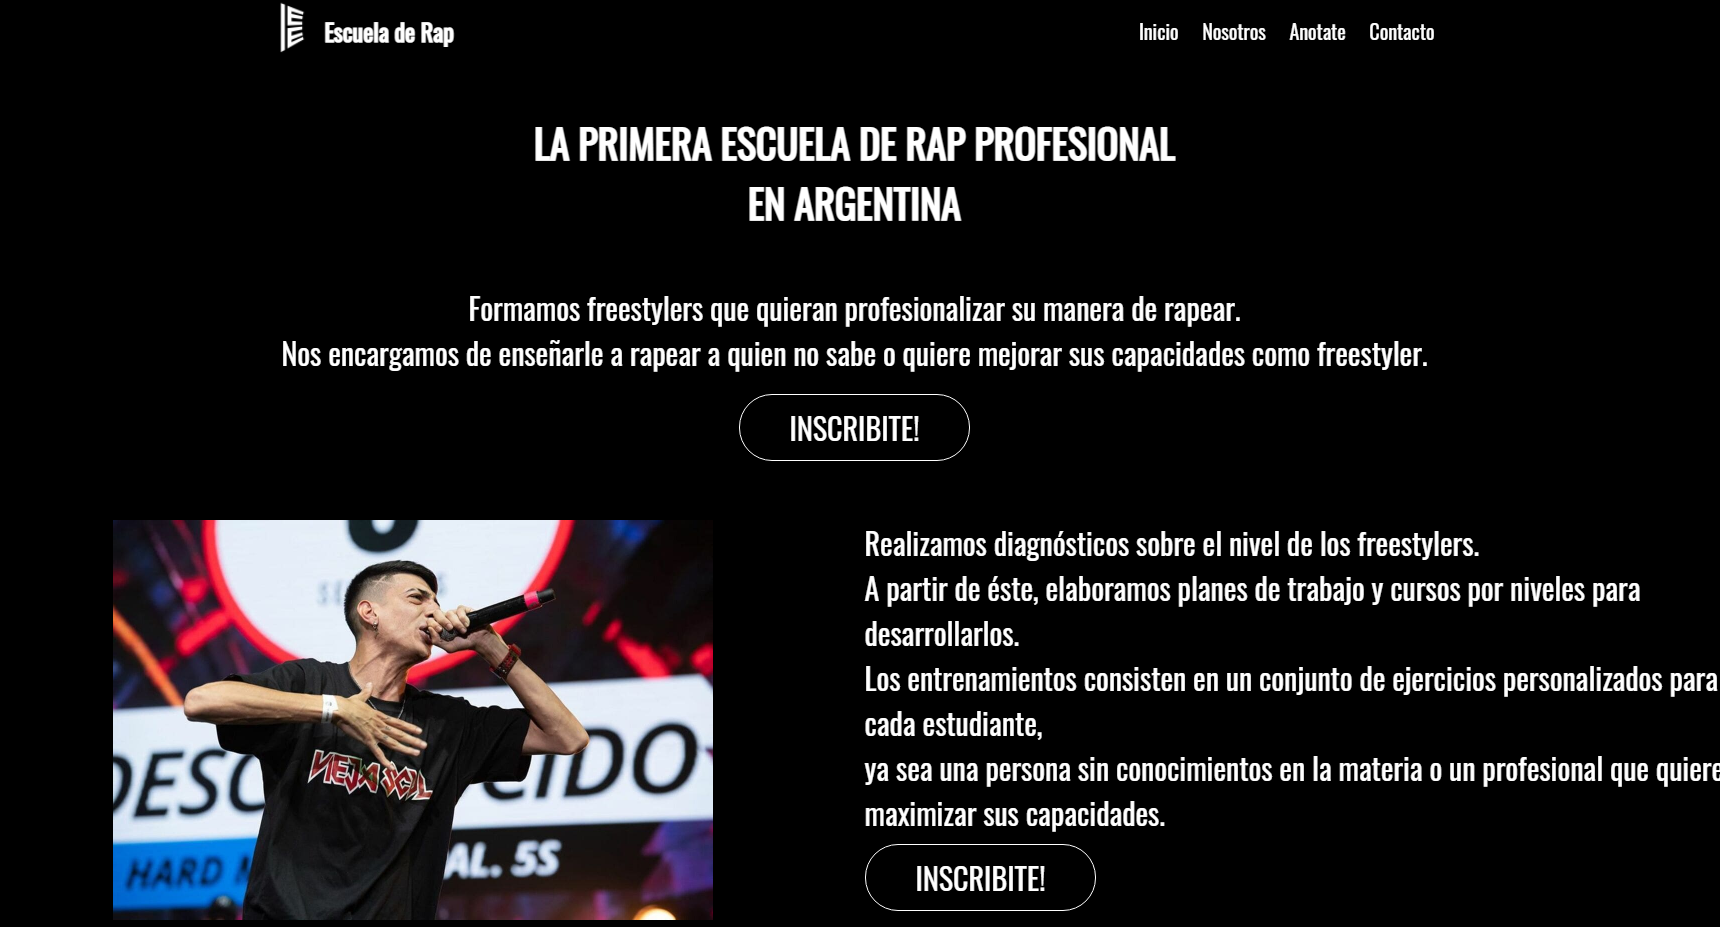 Escuela de Rap
Inicio Nosotros Anotate Contacto
LA PRIMERA ESCUELA DE RAP PROFESIONAL
EN ARGENTINA
Formamos freestylers que quieran profesionalizar su manera de rapear.
Nos encargamos de enseñarle a rapear a quien no sabe o quiere mejorar sus capacidades como freestyler.
INSCRIBITE!
Realizamos diagnósticos sobre el nivel de los freestylers.
A partir de éste, elaboramos planes de trabajo y cursos por niveles para
desarrollarlos.
Los entrenamientos consisten en un conjunto de ejercicios personalizados para
cada estudiante,
ya sea una persona sin conocimientos en la materia o un profesional que quiere
maximizar sus capacidades.
INSCRIBITE!
DESC CIDO
HARD AL. 5S